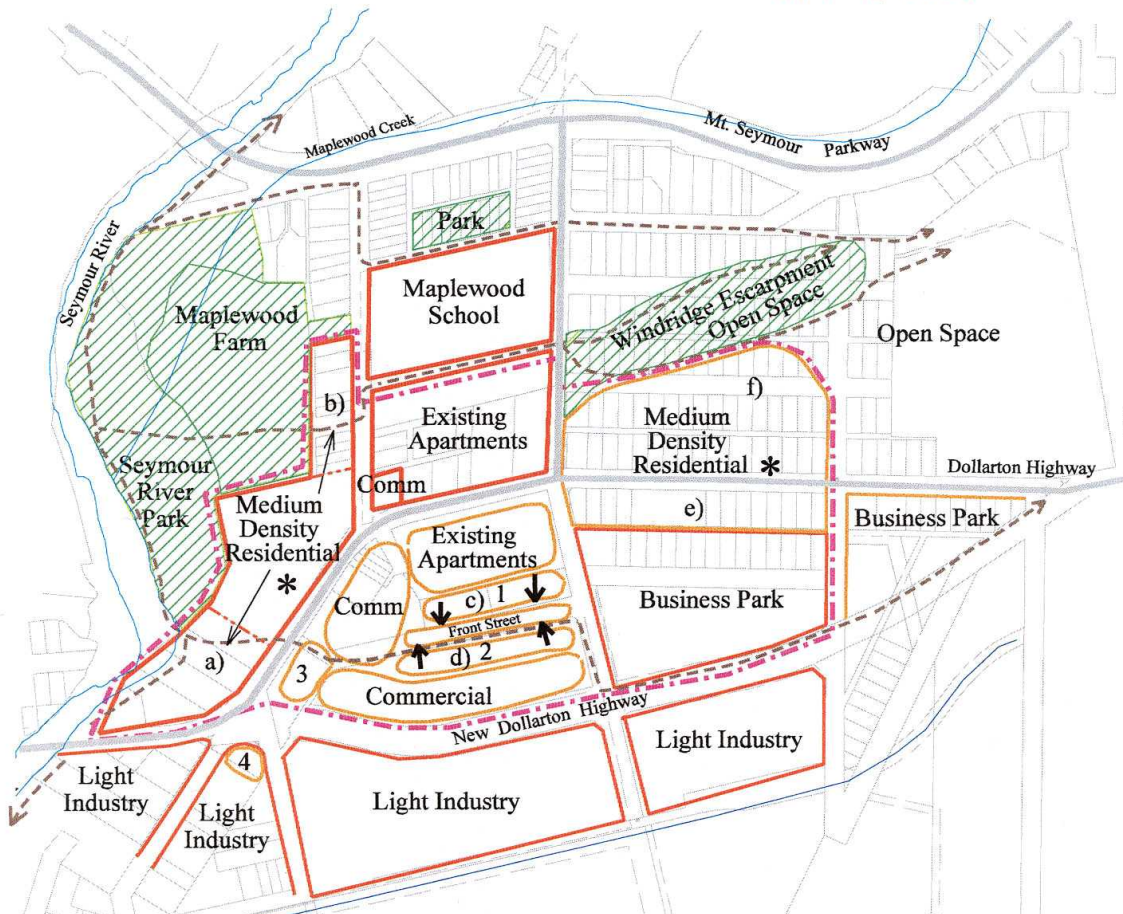 Maplewood Creek
Mt. Seymour Parkway
Seymour River
Park
Maplewood
School
Maplewood
Farm
Windridge Escarpment
Open Space
Open Space
b)
Existing
Apartments
f)
Medium
Density
Residential *
Seymour
River
Park
Comm
Dollarton Highway
Medium
Density
Residential
*
e)
Business Park
Existing
Apartments
Comm
c) 1
Front Street
d) 2
Business Park
a)
3
Commercial
New Dollarton Highway
4
Light
Industry
Light
Industry
Light Industry
Light Industry